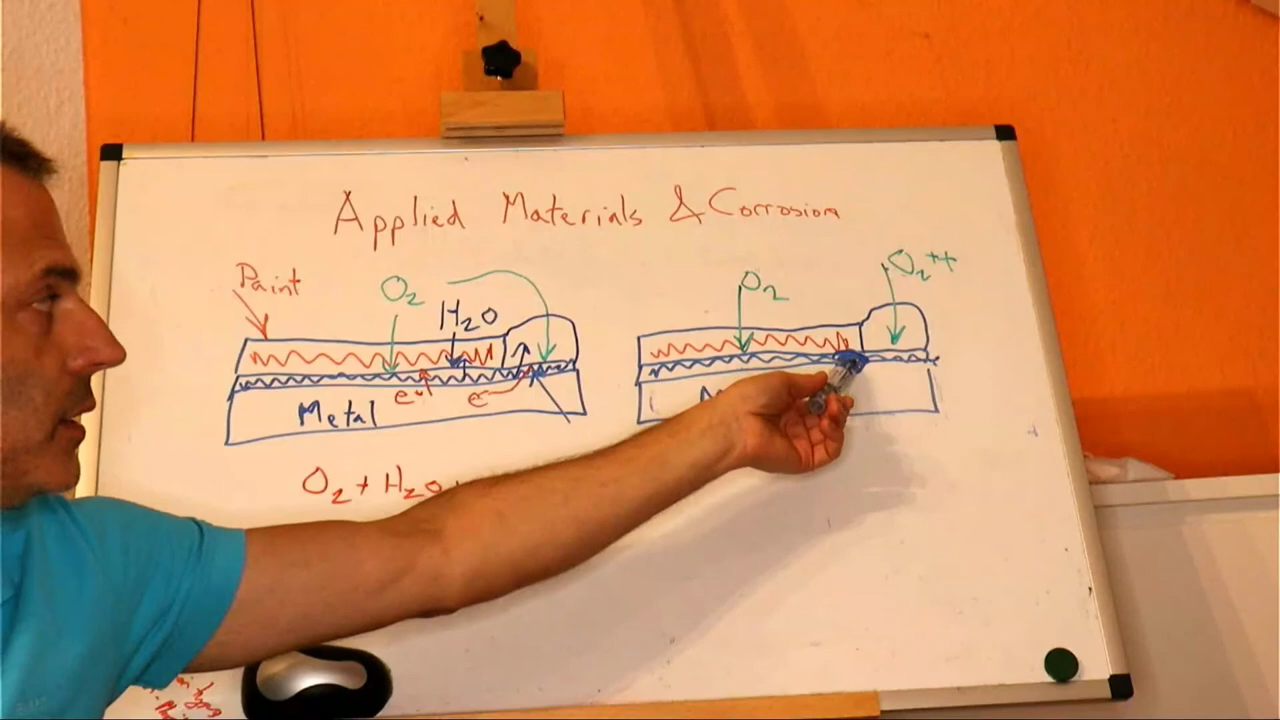 Applied Materials & Corrosion
Paint
O2
H2O
e-
e-
Metal
O2 + H2O +
O2
O2 ++